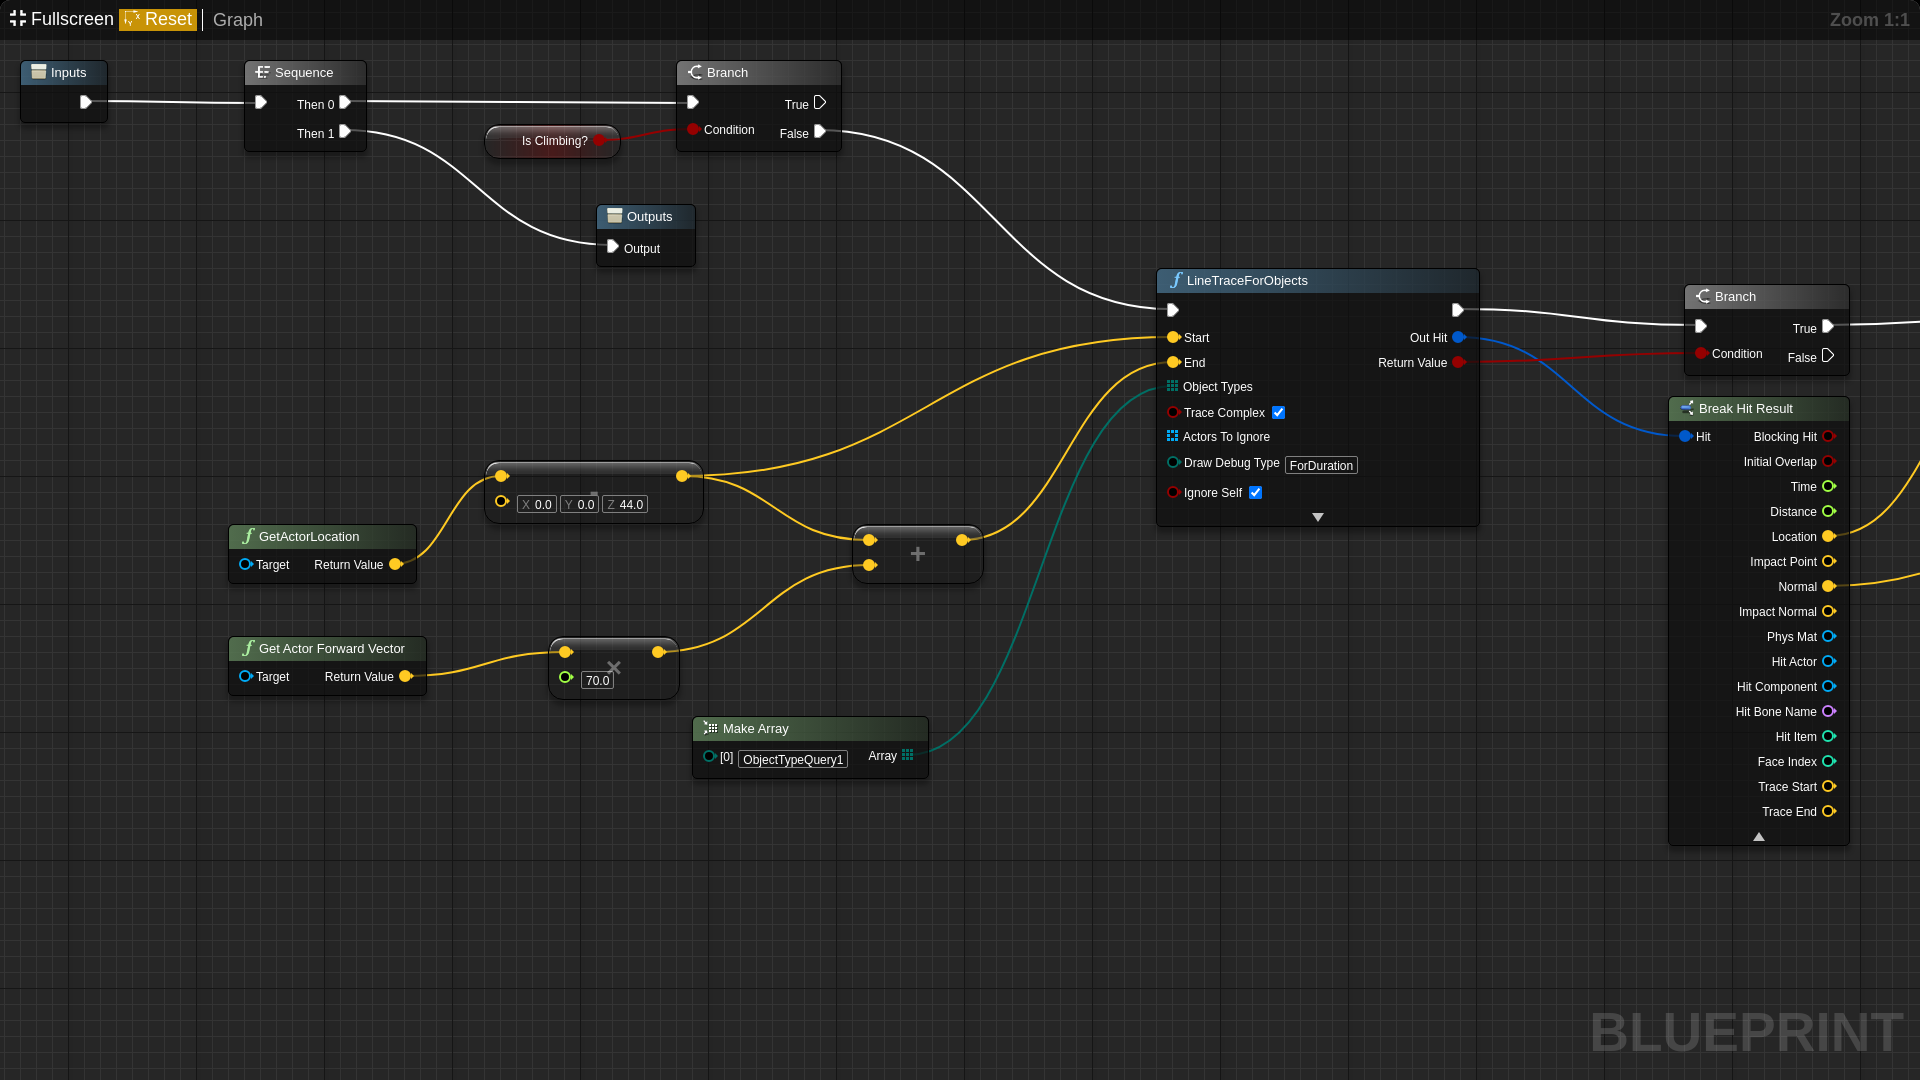 Fullscreen Reset Graph
Zoom 1:1
Inputs
Sequence
Then 0
Then 1
Branch
True
Condition
False
Is Climbing?
Outputs
Output
LineTraceForObjects
Start
Out Hit
End
Return Value
Object Types
Trace Complex
Actors To Ignore
Draw Debug Type ForDuration
Ignore Self
Branch
True
Condition
False
Break Hit Result
Hit
Blocking Hit
Initial Overlap
Time
Distance
Location
Impact Point
Normal
Impact Normal
Phys Mat
Hit Actor
Hit Component
Hit Bone Name
Hit Item
Face Index
Trace Start
Trace End
X 0.0 Y 0.0 Z 44.0
GetActorLocation
Target Return Value
+
Get Actor Forward Vector
Target Return Value
×
70.0
Make Array
[0] ObjectTypeQuery1 Array
BLUEPRINT